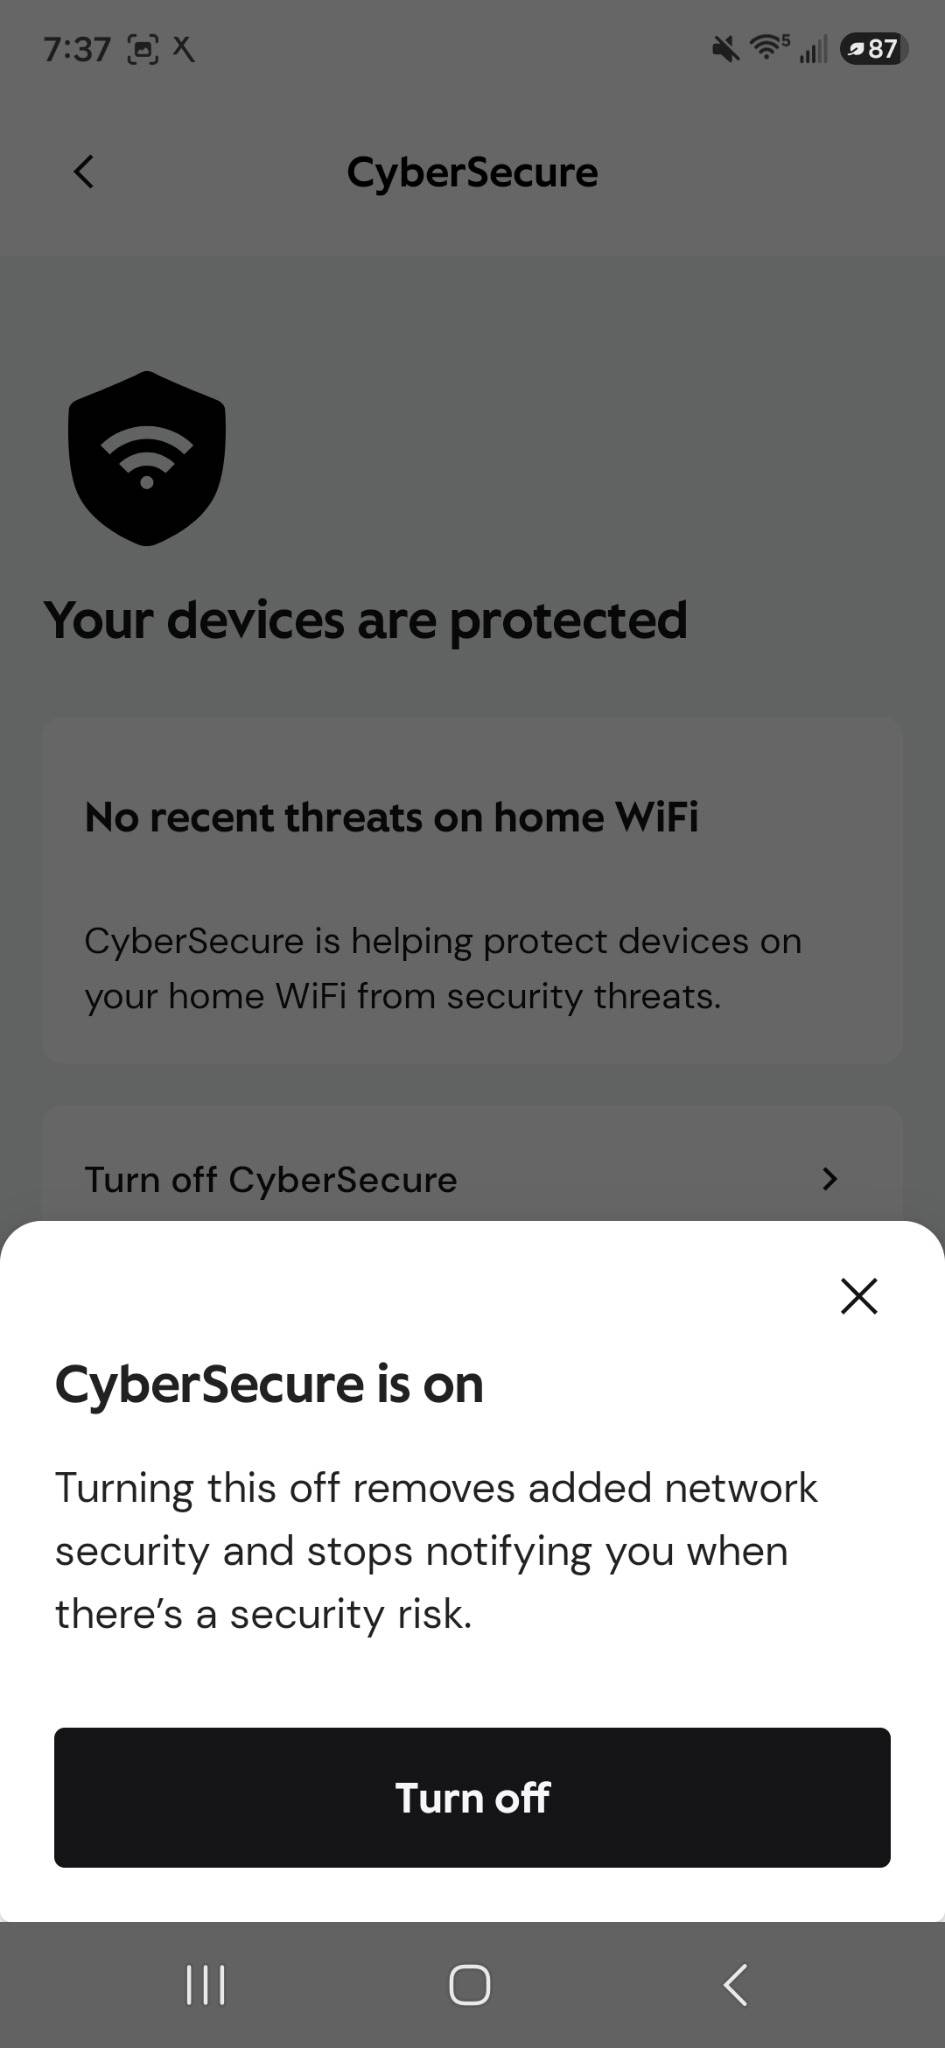 7:37
5
87
CyberSecure
Your devices are protected
No recent threats on home WiFi
CyberSecure is helping protect devices on
your home WiFi from security threats.
Turn off CyberSecure
CyberSecure is on
Turning this off removes added network
security and stops notifying you when
there’s a security risk.
Turn off